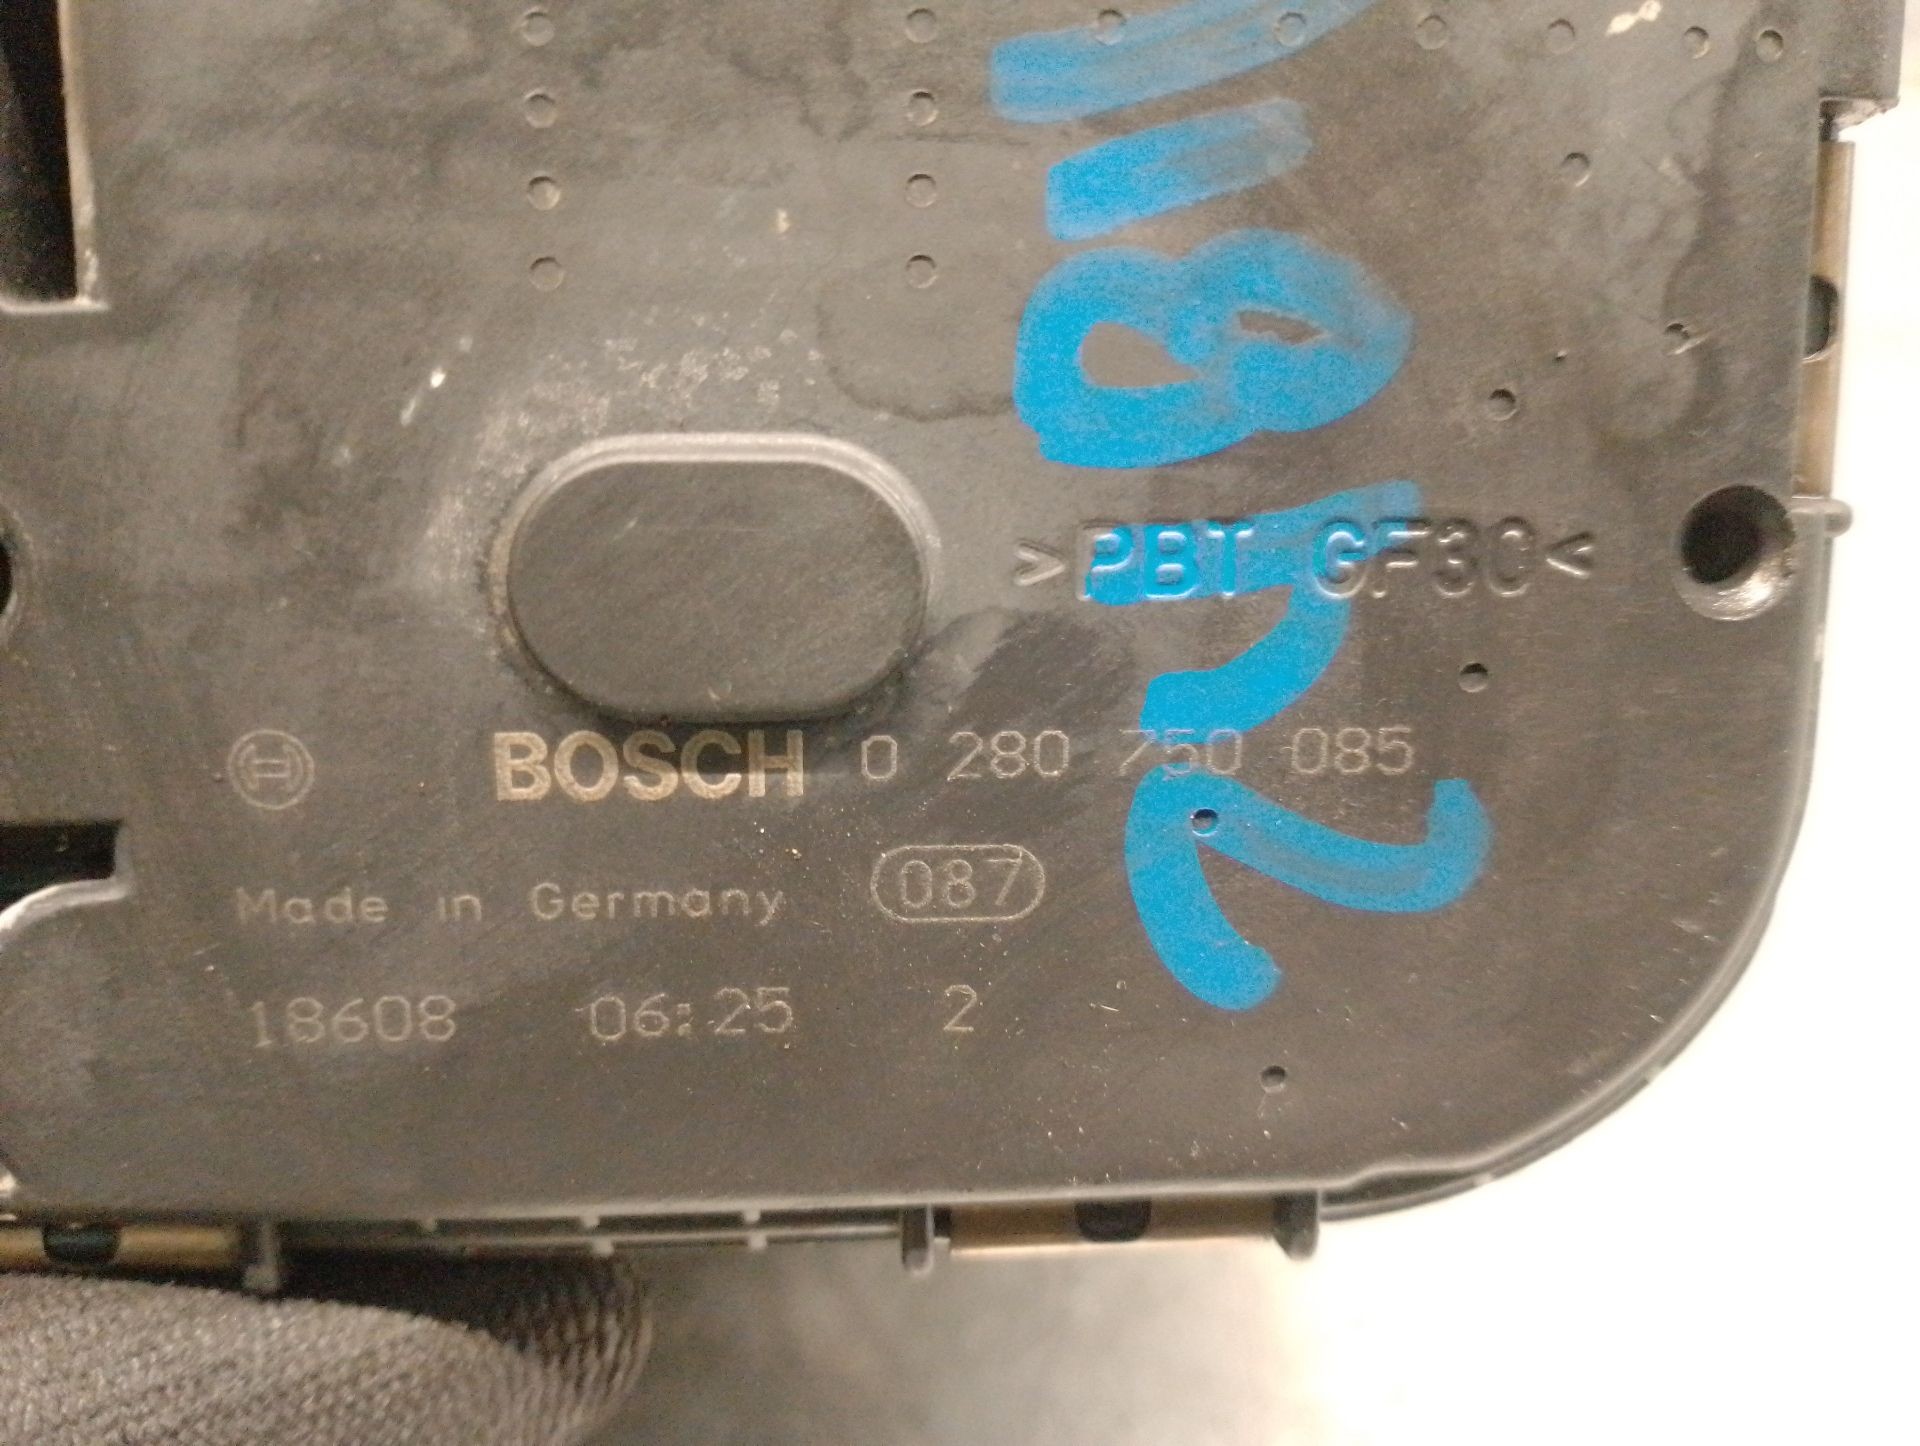 >PBT GF30<
BOSCH 0 280 750 085
Made in Germany 087
18608 06:25 2